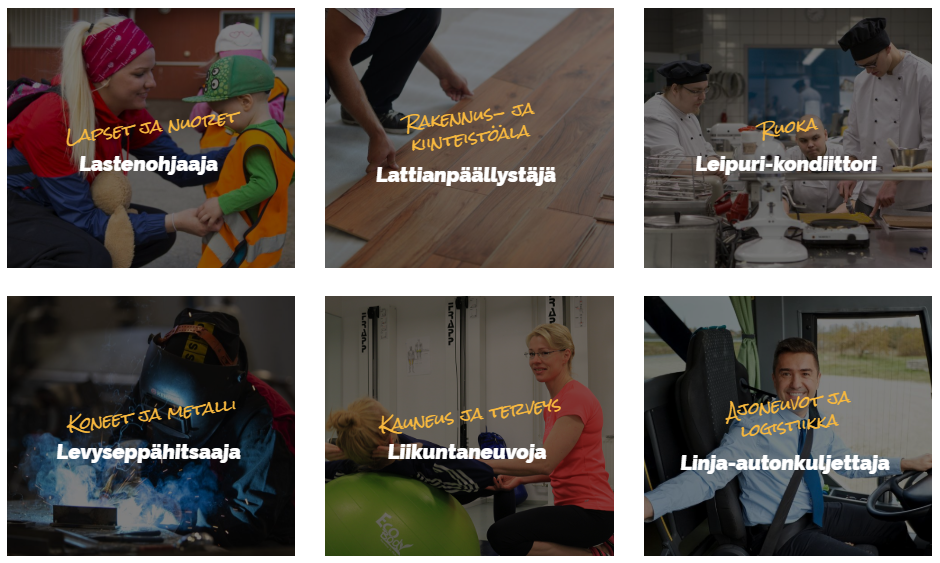 Lapset ja nuoret
Lastenohjaaja
Rakennus- ja
kiinteistöala
Lattianpäällystäjä
Ruoka
Leipuri-kondiittori
Koneet ja metalli
Levyseppähitsaaja
Kauneus ja terveys
Liikuntaneuvoja
Ajoneuvot ja
logistiikka
Linja-autonkuljettaja